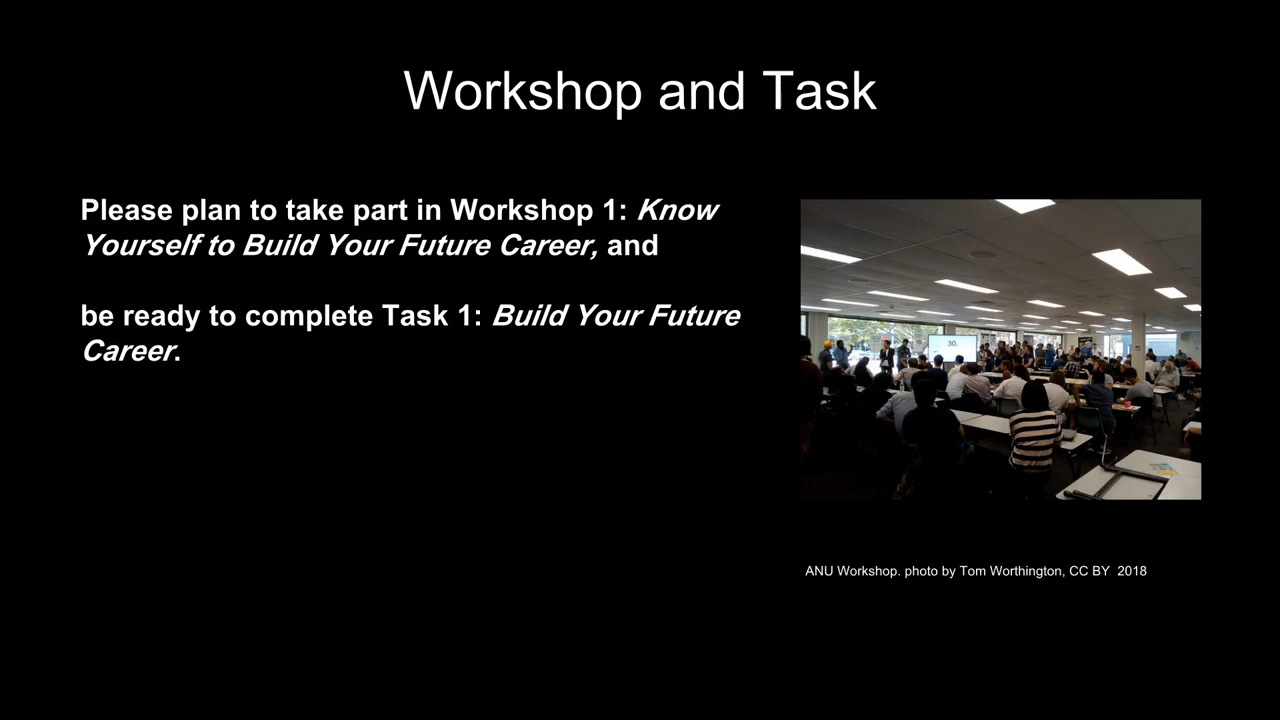 Workshop and Task
Please plan to take part in Workshop 1: Know
Yourself to Build Your Future Career, and
be ready to complete Task 1: Build Your Future
Career.
30.
ANU Workshop. photo by Tom Worthington, CC BY 2018